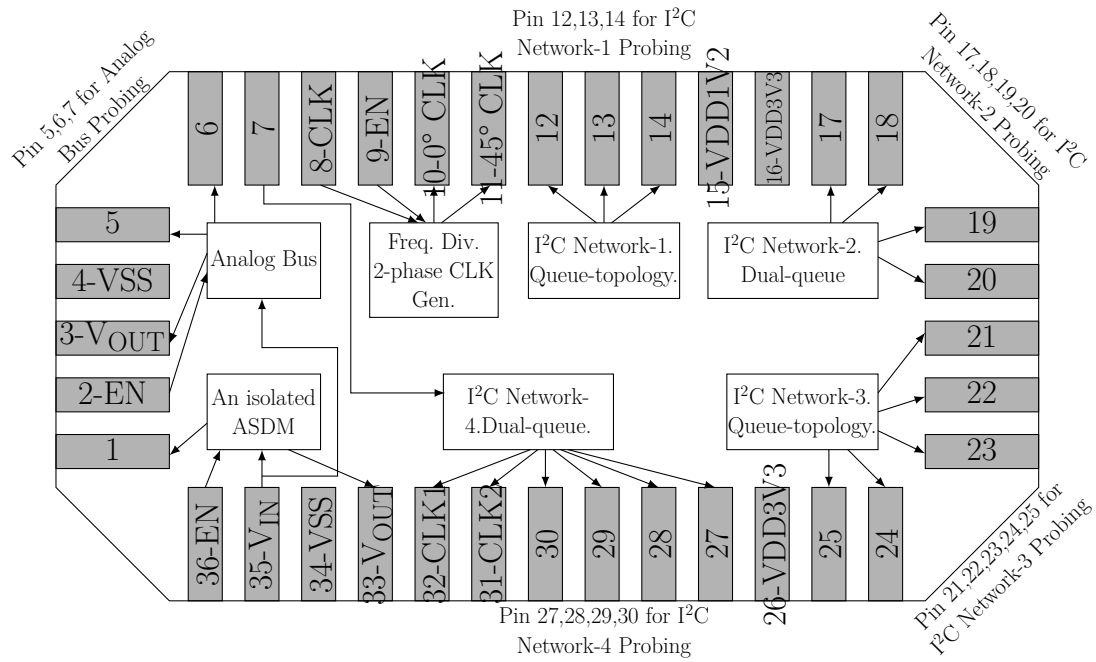 Pin 12,13,14 for I²C
Network-1 Probing
Pin 5,6,7 for Analog
Bus Probing
Pin 17,18,19,20 for I²C
Network-2 Probing
6
7
8-CLK
9-EN
10-0° CLK
11-45° CLK
12
13
14
15-VDD1V2
16-VDD3V3
17
18
5
4-VSS
3-V_OUT
2-EN
1
Analog Bus
Freq. Div.
2-phase CLK
Gen.
I²C Network-1.
Queue-topology.
I²C Network-2.
Dual-queue
19
20
21
22
23
An isolated
ASDM
I²C Network-
4.Dual-queue.
I²C Network-3.
Queue-topology.
36-EN
35-V_IN
34-VSS
33-V_OUT
32-CLK1
31-CLK2
30
29
28
27
26-VDD3V3
25
24
Pin 27,28,29,30 for I²C
Network-4 Probing
Pin 21,22,23,24,25 for
I²C Network-3 Probing